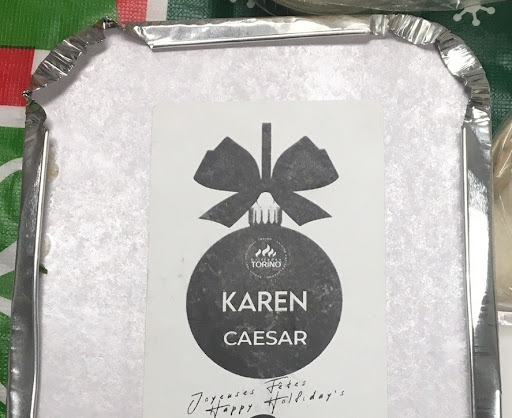 TORINO
KAREN
CAESAR
Joyeuses Fêtes
Happy Holiday's